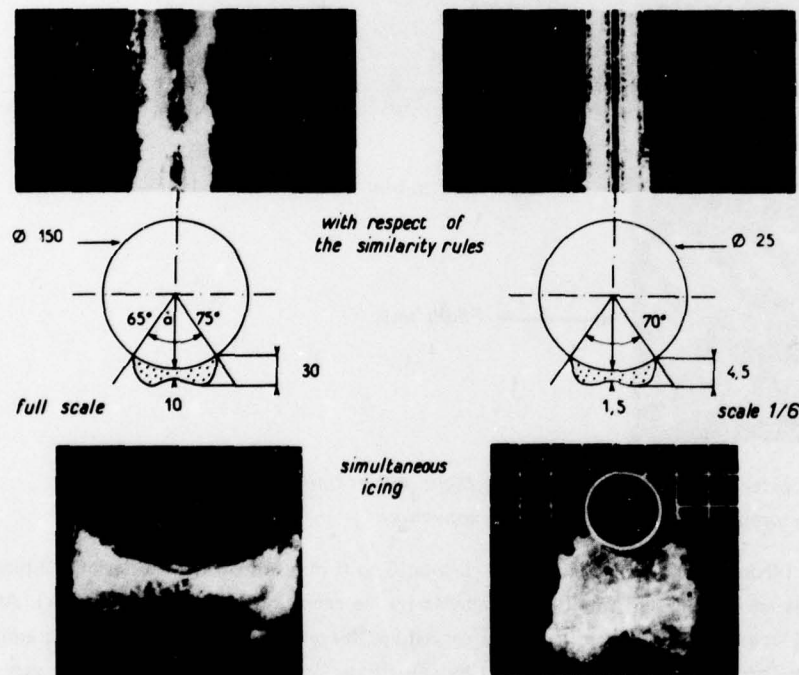 with respect of
the similarity rules
Ø 150
Ø 25
65° à 75°
70°
30
4,5
full scale
10
1,5
scale 1/6
simultaneous
icing